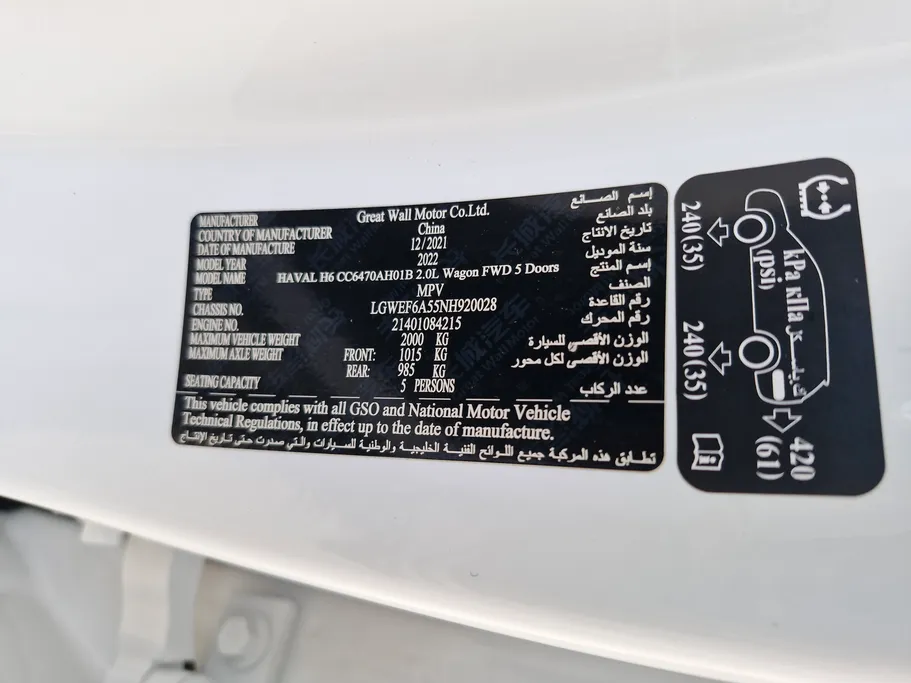 MANUFACTURER Great Wall Motor Co.Ltd. إسم الصانع
COUNTRY OF MANUFACTURER China بلد الصانع
DATE OF MANUFACTURE 12/2021 تاريخ الانتاج
MODEL YEAR 2022 سنة الموديل
MODEL NAME HAVAL H6 CC6470AH01B 2.0L Wagon FWD 5 Doors إسم المنتج
TYPE MPV الصنف
CHASSIS NO. LGWEF6A55NH920028 رقم القاعدة
ENGINE NO. 21401084215 رقم المحرك
MAXIMUM VEHICLE WEIGHT 2000 KG الوزن الأقصي للسيارة
MAXIMUM AXLE WEIGHT FRONT: 1015 KG الوزن الأقصي لكل محور
REAR: 985 KG
SEATING CAPACITY 5 PERSONS عدد الركاب
This vehicle complies with all GSO and National Motor Vehicle
Technical Regulations, in effect up to the date of manufacture.
تطابق هذه المركبة جميع اللوائح الفنية الخليجية والوطنية للسيارات والتي صدرت حتى تاريخ الإنتاج
kPa кПа كيلبسكل
(psi)
240(35)
240(35)
420
(61)